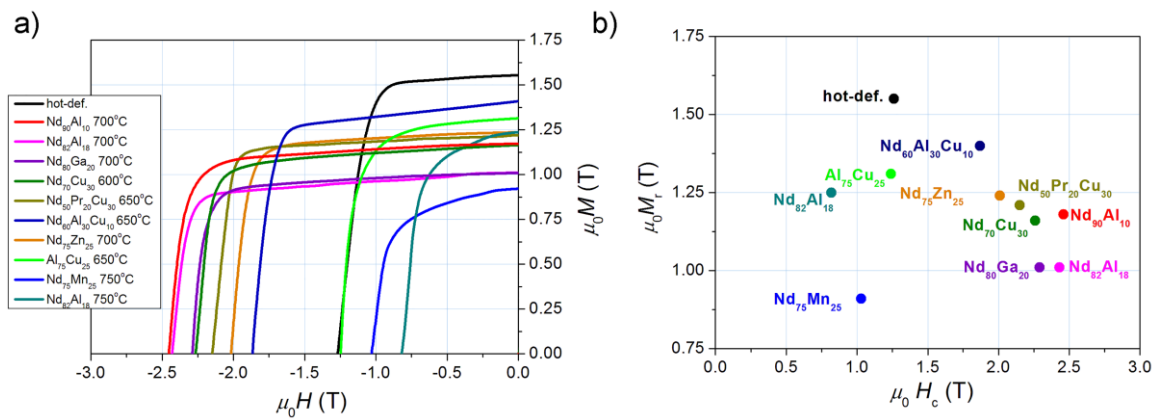 a)
hot-def.
Nd₉₀Al₁₀ 700°C
Nd₈₂Al₁₈ 700°C
Nd₈₀Ga₂₀ 700°C
Nd₇₀Cu₃₀ 600°C
Nd₅₀Pr₂₀Cu₃₀ 650°C
Nd₆₀Al₃₀Cu₁₀ 650°C
Nd₇₅Zn₂₅ 700°C
Al₇₅Cu₂₅ 650°C
Nd₇₅Mn₂₅ 750°C
Nd₈₂Al₁₈ 750°C
1.75
1.50
1.25
1.00
0.75
0.50
0.25
0.00
μ₀M (T)
-3.0 -2.5 -2.0 -1.5 -1.0 -0.5 0.0
μ₀H (T)
b)
1.75
1.50
1.25
1.00
0.75
μ₀Mᵣ (T)
hot-def.
Nd₆₀Al₃₀Cu₁₀
Al₇₅Cu₂₅
Nd₈₂Al₁₈
Nd₇₅Zn₂₅
Nd₅₀Pr₂₀Cu₃₀
Nd₇₀Cu₃₀
Nd₉₀Al₁₀
Nd₈₀Ga₂₀
Nd₈₂Al₁₈
Nd₇₅Mn₂₅
0.0 0.5 1.0 1.5 2.0 2.5 3.0
μ₀ H_c (T)